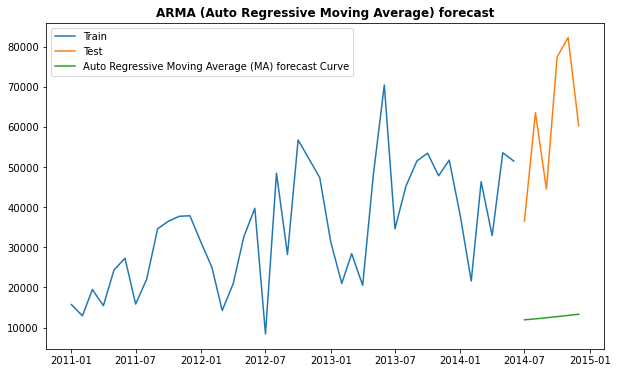 ARMA (Auto Regressive Moving Average) forecast
Train
Test
Auto Regressive Moving Average (MA) forecast Curve
80000
70000
60000
50000
40000
30000
20000
10000
2011-01 2011-07 2012-01 2012-07 2013-01 2013-07 2014-01 2014-07 2015-01